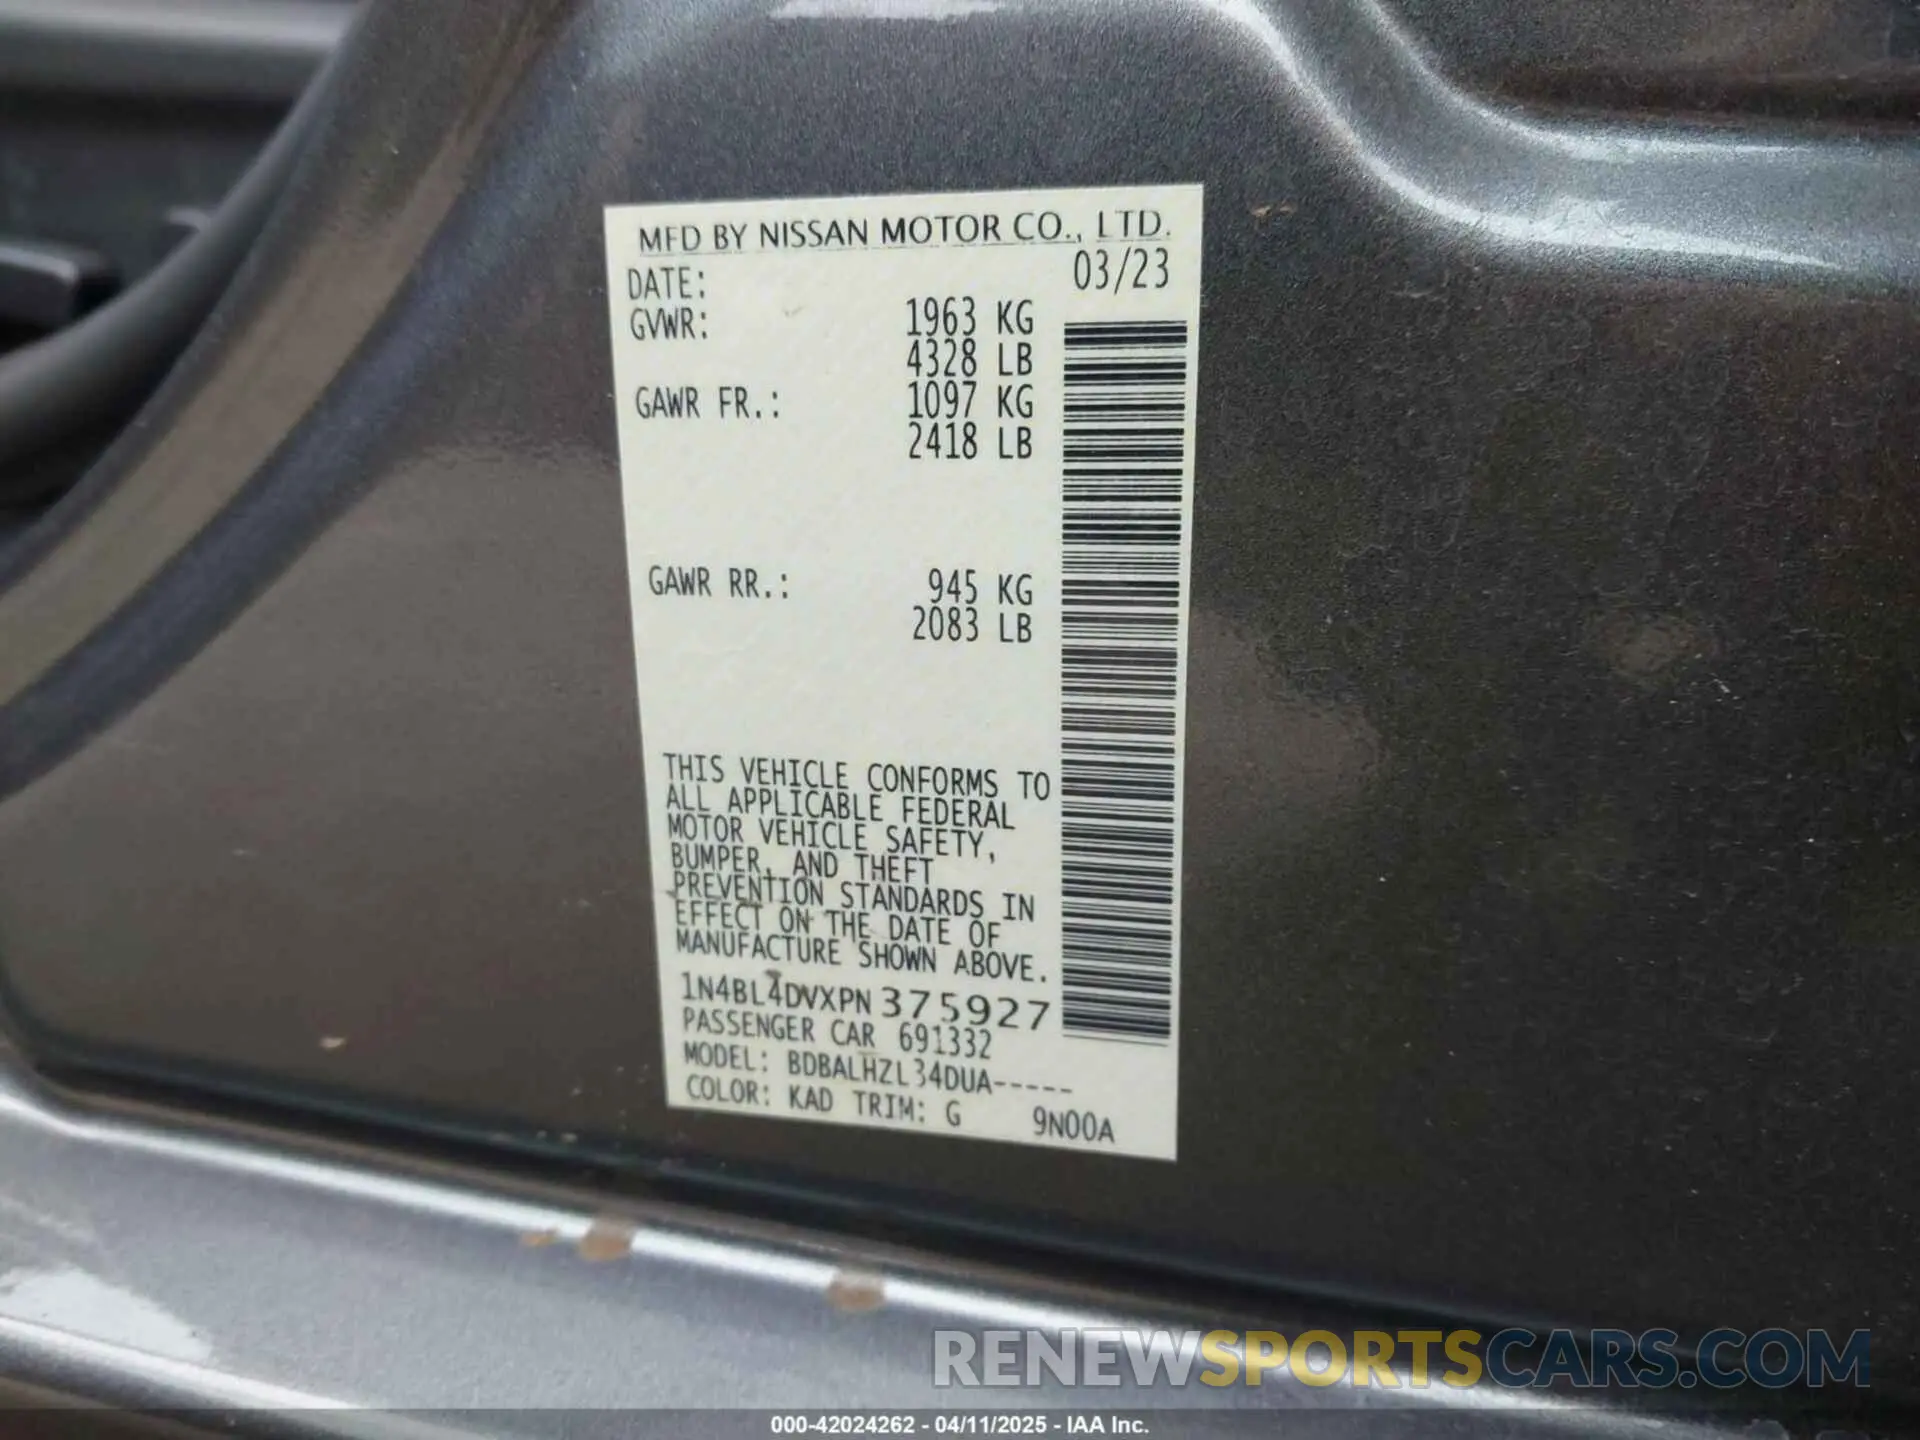 MFD BY NISSAN MOTOR CO., LTD.
DATE: 03/23
GVWR: 1963 KG
4328 LB
GAWR FR.: 1097 KG
2418 LB
GAWR RR.: 945 KG
2083 LB
THIS VEHICLE CONFORMS TO
ALL APPLICABLE FEDERAL
MOTOR VEHICLE SAFETY,
BUMPER, AND THEFT
PREVENTION STANDARDS IN
EFFECT ON THE DATE OF
MANUFACTURE SHOWN ABOVE.
1N4BL4DVXPN375927
PASSENGER CAR 691332
MODEL: BDBALHZL34DUA-----
COLOR: KAD TRIM: G 9N00A
RENEWSPORTSCARS.COM
000-42024262 - 04/11/2025 - IAA Inc.